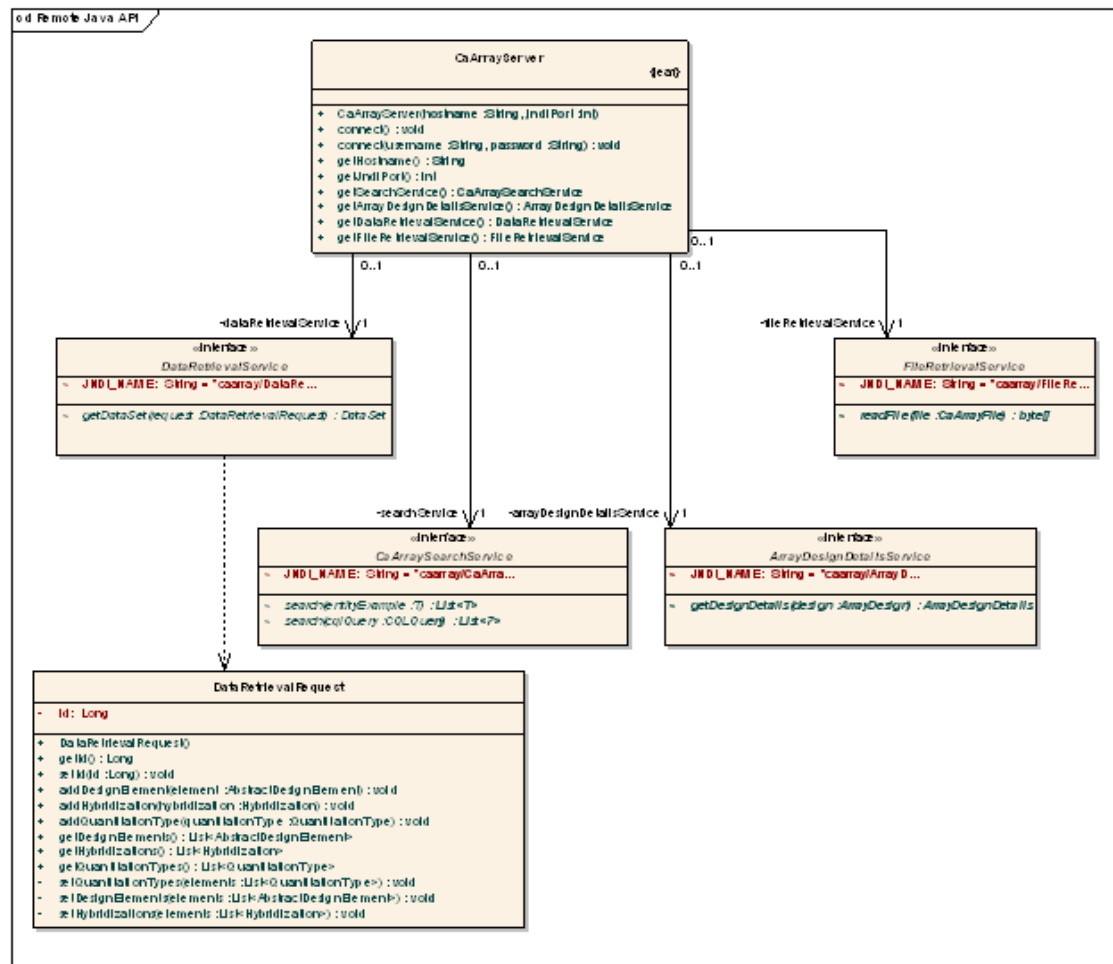 cd Remote Java API
CaArrayServer
{leaf}
+ CaArrayServer(hostname :String, jndiPort :int)
+ connect() : void
+ connect(username :String, password :String) : void
+ getHostname() : String
+ getJndiPort() : int
+ getSearchService() : CaArraySearchService
+ getArrayDesignDetailsService() : ArrayDesignDetailsService
+ getDataRetrievalService() : DataRetrievalService
+ getFileRetrievalService() : FileRetrievalService
0..1
0..1
0..1
0..1
-dataRetrievalService 1
-fileRetrievalService 1
«interface»
DataRetrievalService
~ JNDI_NAME: String = "caarray/DataRe...
~ getDataSet(request :DataRetrievalRequest) : DataSet
«interface»
FileRetrievalService
~ JNDI_NAME: String = "caarray/FileRe...
~ readFile(file :CaArrayFile) : byte[]
-searchService 1
-arrayDesignDetailsService 1
«interface»
CaArraySearchService
~ JNDI_NAME: String = "caarray/CaArra...
~ search(entityExample :T) : List<T>
~ search(cqlQuery :CQLQuery) : List<?>
«interface»
ArrayDesignDetailsService
~ JNDI_NAME: String = "caarray/ArrayD...
~ getDesignDetails(design :ArrayDesign) : ArrayDesignDetails
DataRetrievalRequest
- id: Long
+ DataRetrievalRequest()
+ getId() : Long
+ setId(id :Long) : void
+ addDesignElement(element :AbstractDesignElement) : void
+ addHybridization(hybridization :Hybridization) : void
+ addQuantitationType(quantitationType :QuantitationType) : void
+ getDesignElements() : List<AbstractDesignElement>
+ getHybridizations() : List<Hybridization>
+ getQuantitationTypes() : List<QuantitationType>
- setQuantitationTypes(elements :List<QuantitationType>) : void
- setDesignElements(elements :List<AbstractDesignElement>) : void
- setHybridizations(elements :List<Hybridization>) : void